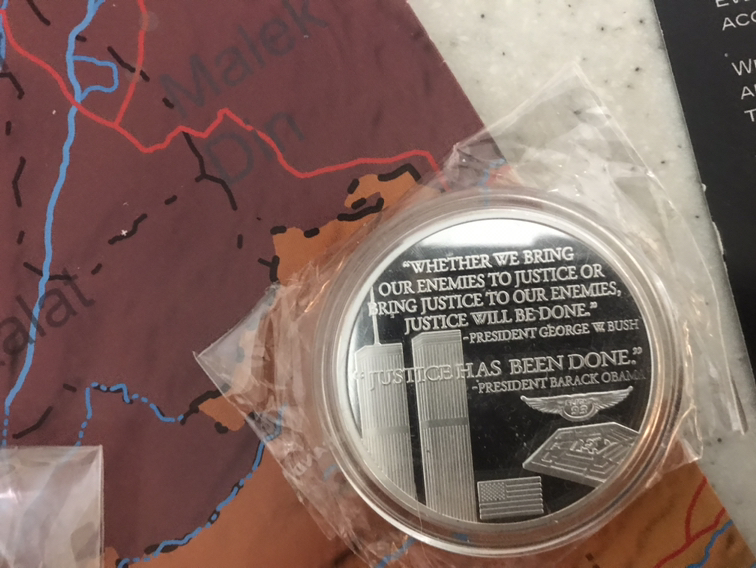 Malek
Din
alat
ACC
"WHETHER WE BRING
OUR ENEMIES TO JUSTICE OR
BRING JUSTICE TO OUR ENEMIES,
JUSTICE WILL BE DONE."
-PRESIDENT GEORGE W. BUSH
"JUSTICE HAS BEEN DONE."
-PRESIDENT BARACK OBAMA